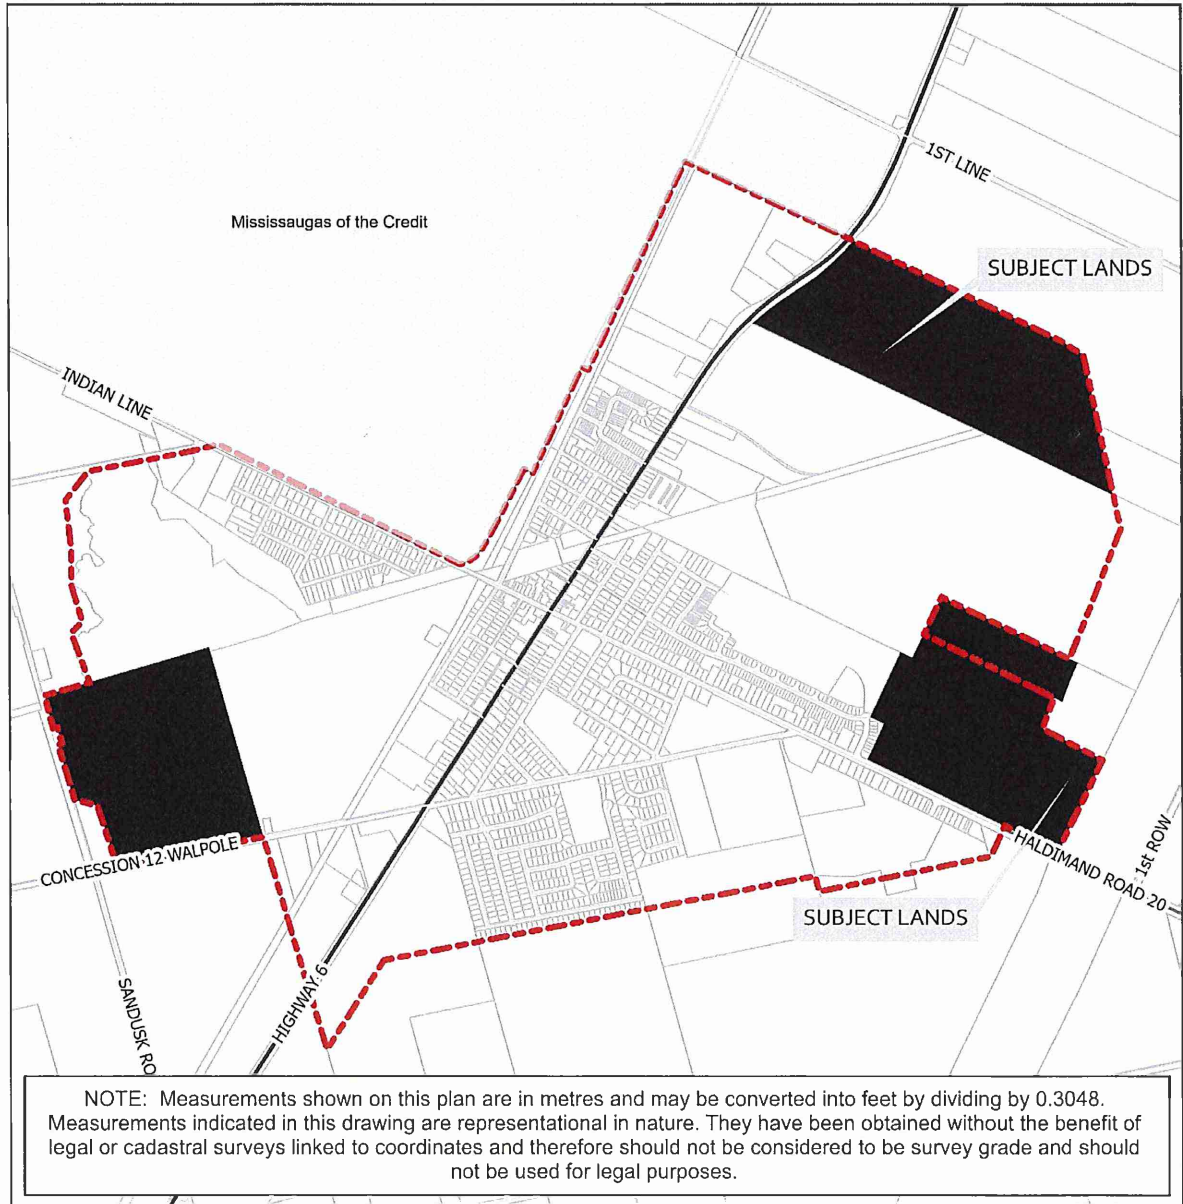 1ST LINE
Mississaugas of the Credit
SUBJECT LANDS
INDIAN LINE
CONCESSION 12 WALPOLE
HALDIMAND ROAD 20
1st ROW
SUBJECT LANDS
HIGHWAY 6
SANDUSK RO
NOTE: Measurements shown on this plan are in metres and may be converted into feet by dividing by 0.3048.
Measurements indicated in this drawing are representational in nature. They have been obtained without the benefit of
legal or cadastral surveys linked to coordinates and therefore should not be considered to be survey grade and should
not be used for legal purposes.